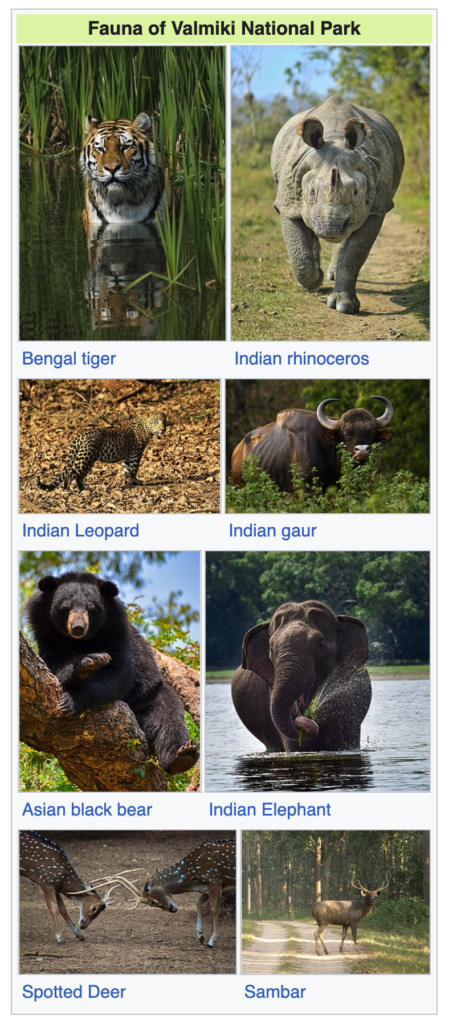 Fauna of Valmiki National Park
Bengal tiger
Indian rhinoceros
Indian Leopard
Indian gaur
Asian black bear
Indian Elephant
Spotted Deer
Sambar